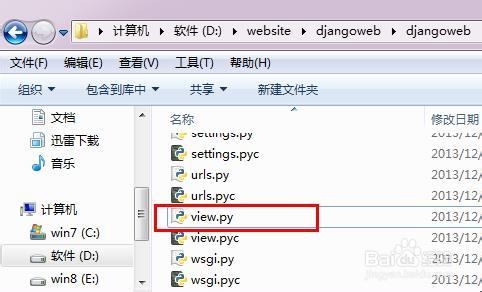 计算机 ▸ 软件 (D:) ▸ website ▸ djangoweb ▸ djangoweb ▸
文件(F) 编辑(E) 查看(V) 工具(T) 帮助(H)
组织 包含到库中 共享 新建文件夹
文档
迅雷下载
音乐
计算机
win7 (C:)
软件 (D:)
win8 (E:)
名称 修改日期
settings.py 2013/12/
settings.pyc 2013/12/
urls.py 2013/12/
urls.pyc 2013/12/
view.py 2013/12/
view.pyc 2013/12/
wsgi.py
wsgi.pyc
Baidu 经验
jingyan.baidu.com